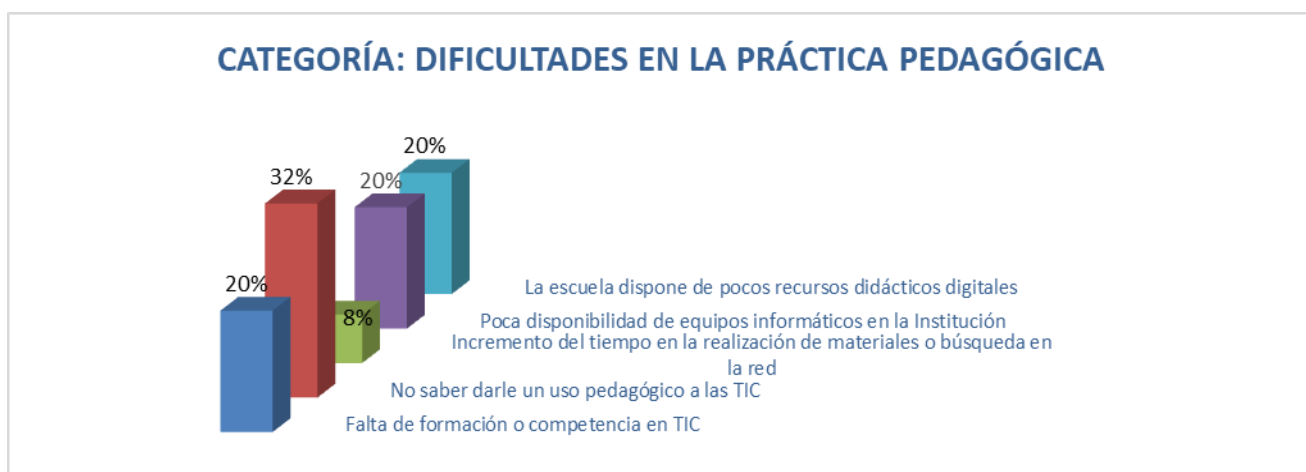 CATEGORÍA: DIFICULTADES EN LA PRÁCTICA PEDAGÓGICA
20%
32%
20%
20%
8%
La escuela dispone de pocos recursos didácticos digitales
Poca disponibilidad de equipos informáticos en la Institución
Incremento del tiempo en la realización de materiales o búsqueda en
la red
No saber darle un uso pedagógico a las TIC
Falta de formación o competencia en TIC